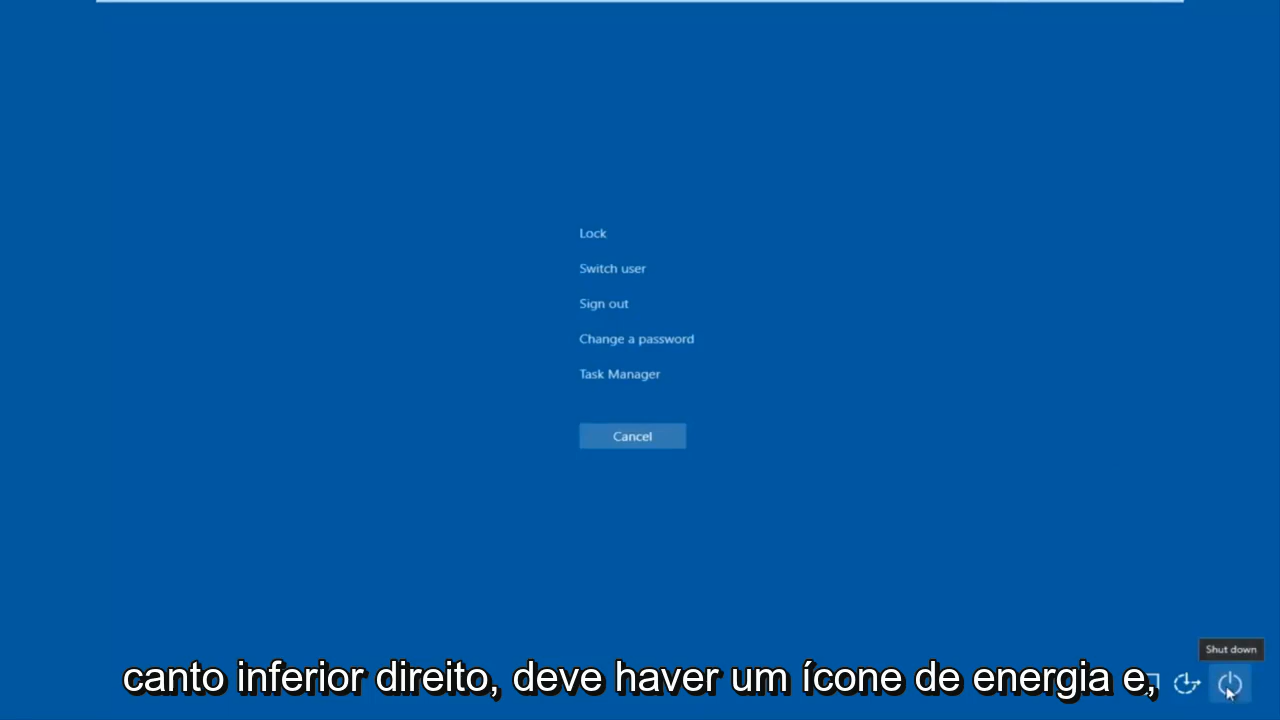 Lock
Switch user
Sign out
Change a password
Task Manager
Cancel
Shut down
canto inferior direito, deve haver um ícone de energia e,